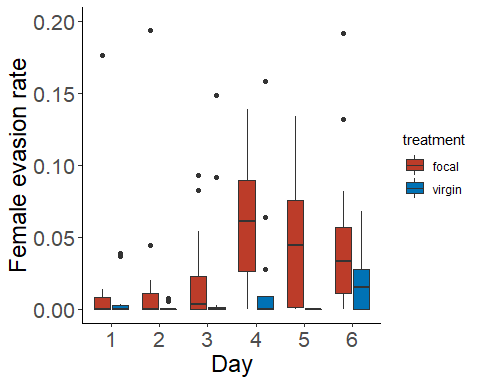 Female evasion rate
0.20
0.15
0.10
0.05
0.00
1 2 3 4 5 6
Day
treatment
focal
virgin